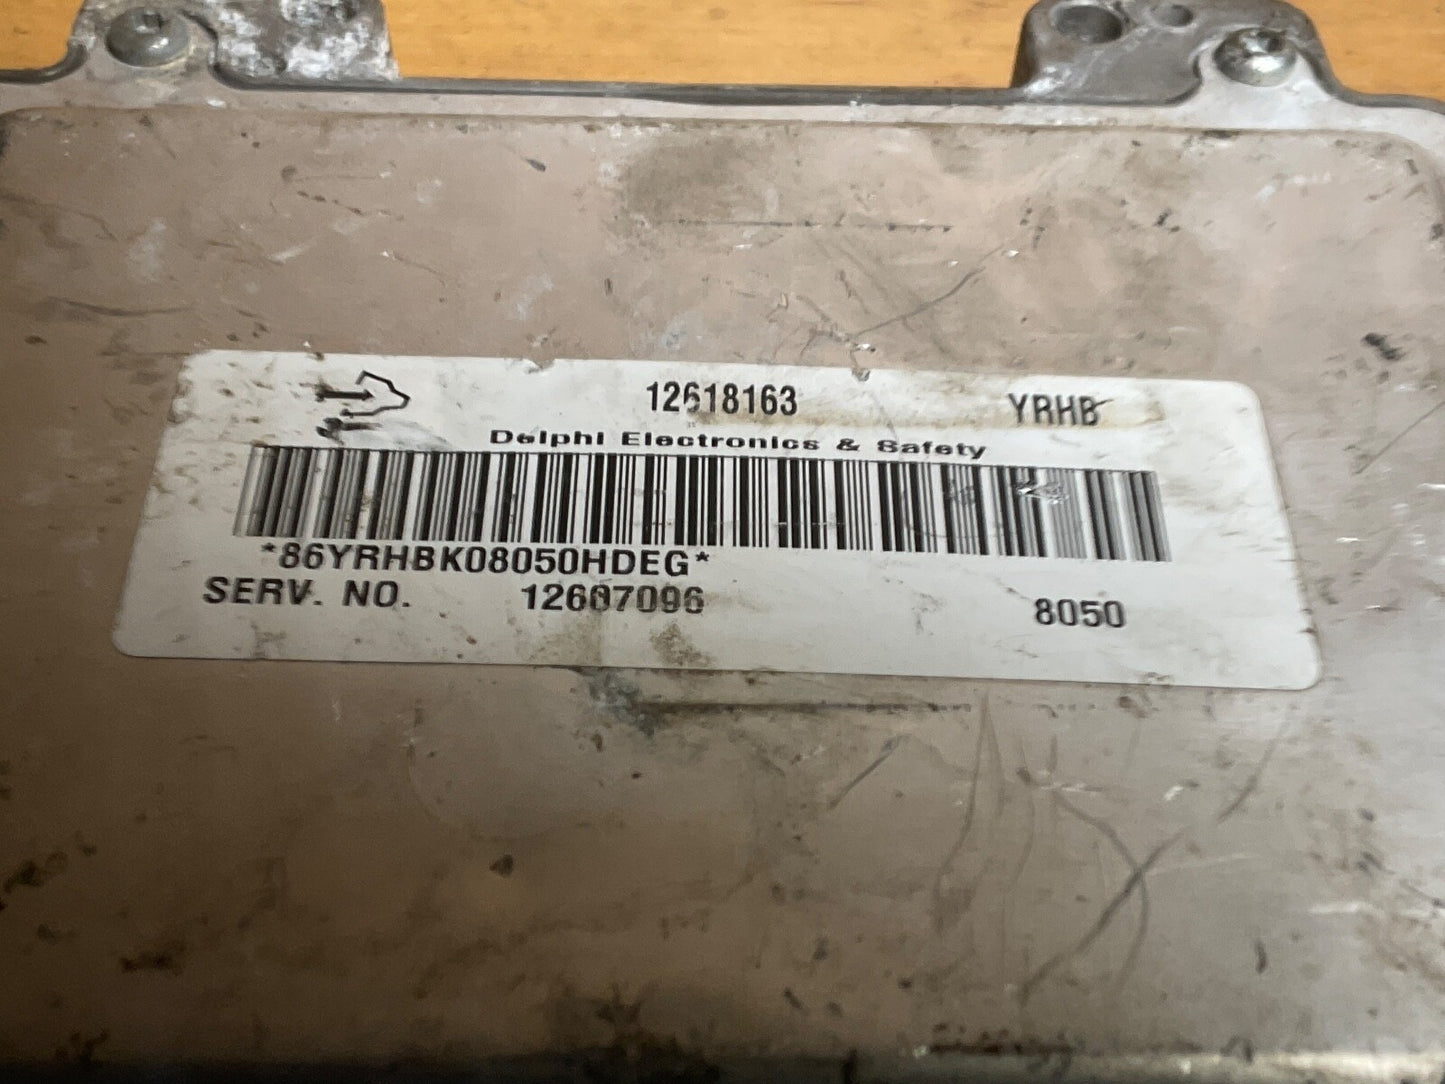 12618163 YRHB
Delphi Electronics & Safety
*86YRHBK08050HDEG*
SERV. NO. 12607096 8050